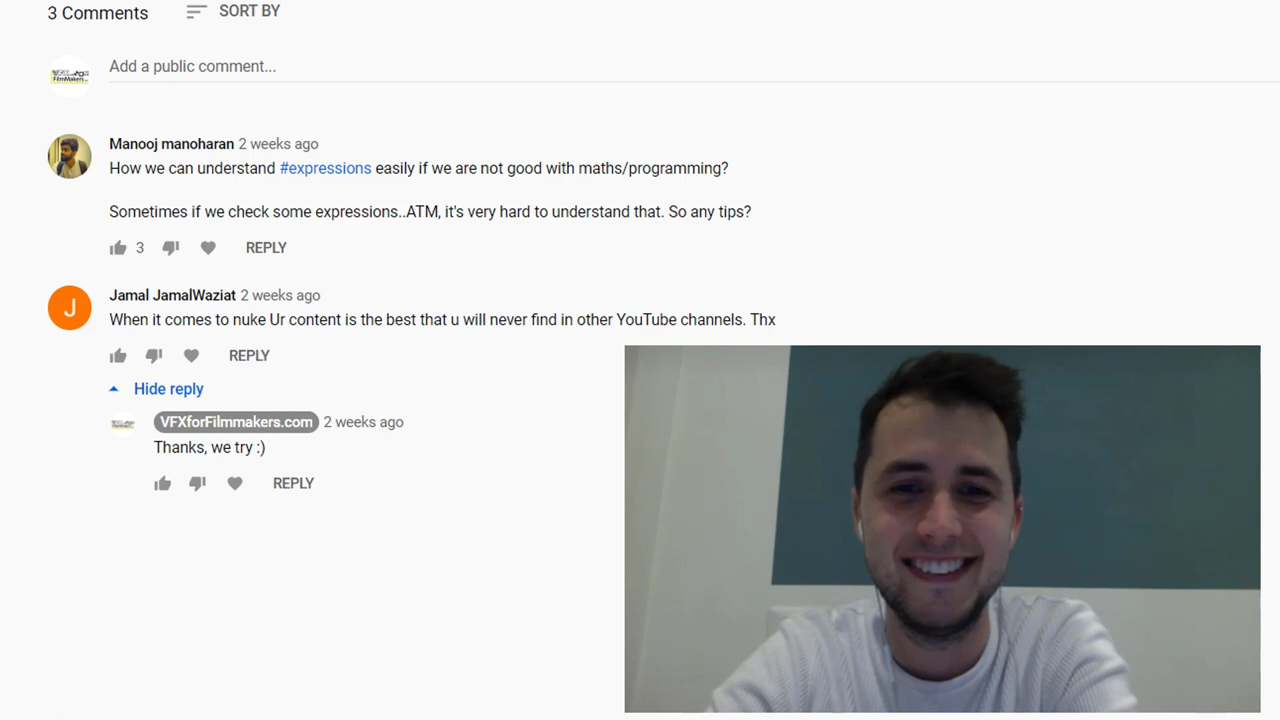 3 Comments SORT BY
Add a public comment...
Manooj manoharan 2 weeks ago
How we can understand #expressions easily if we are not good with maths/programming?
Sometimes if we check some expressions..ATM, it's very hard to understand that. So any tips?
3 REPLY
J
Jamal JamalWaziat 2 weeks ago
When it comes to nuke Ur content is the best that u will never find in other YouTube channels. Thx
REPLY
Hide reply
VFXforFilmmakers.com 2 weeks ago
Thanks, we try :)
REPLY